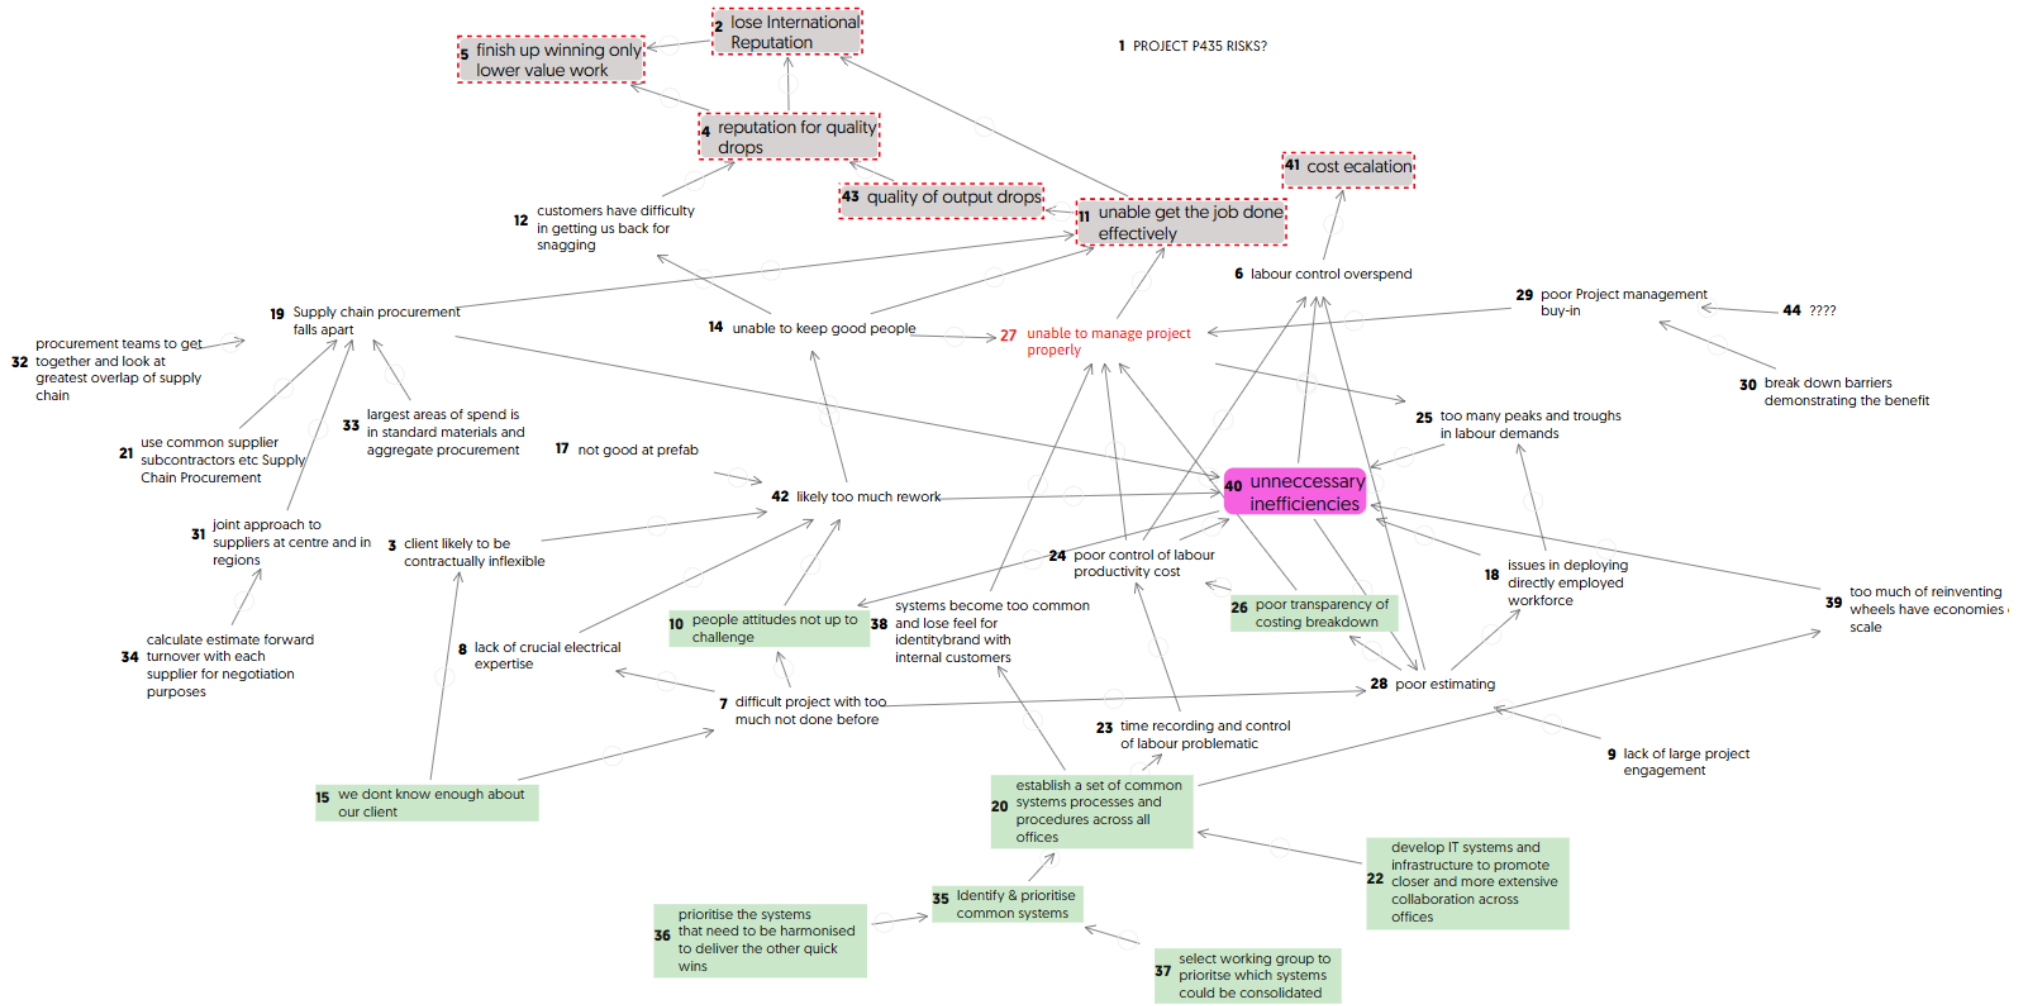 1 PROJECT P435 RISKS?
2 lose International
Reputation
5 finish up winning only
lower value work
4 reputation for quality
drops
41 cost ecalation
43 quality of output drops
11 unable get the job done
effectively
12 customers have difficulty
in getting us back for
snagging
6 labour control overspend
29 poor Project management
buy-in
44 ????
19 Supply chain procurement
falls apart
14 unable to keep good people
27 unable to manage project
properly
32 procurement teams to get
together and look at
greatest overlap of supply
chain
30 break down barriers
demonstrating the benefit
33 largest areas of spend is
in standard materials and
aggregate procurement
25 too many peaks and troughs
in labour demands
21 use common supplier
subcontractors etc Supply
Chain Procurement
17 not good at prefab
42 likely too much rework
40 unneccessary
inefficiencies
31 joint approach to
suppliers at centre and in
regions
3 client likely to be
contractually inflexible
24 poor control of labour
productivity cost
18 issues in deploying
directly employed
workforce
39 too much of reinventing
wheels have economies
scale
26 poor transparency of
costing breakdown
10 people attitudes not up to
challenge
38 systems become too common
and lose feel for
identitybrand with
internal customers
34 calculate estimate forward
turnover with each
supplier for negotiation
purposes
8 lack of crucial electrical
expertise
28 poor estimating
7 difficult project with too
much not done before
23 time recording and control
of labour problematic
9 lack of large project
engagement
15 we dont know enough about
our client
20 establish a set of common
systems processes and
procedures across all
offices
22 develop IT systems and
infrastructure to promote
closer and more extensive
collaboration across
offices
35 Identify & prioritise
common systems
36 prioritise the systems
that need to be harmonised
to deliver the other quick
wins
37 select working group to
prioritse which systems
could be consolidated